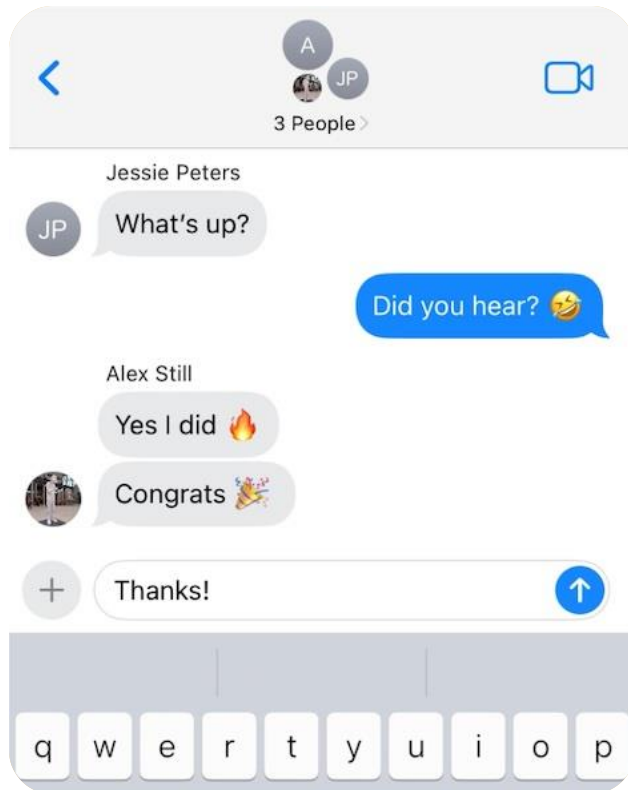 A
JP
3 People
Jessie Peters
JP
What's up?
Did you hear? 🤣
Alex Still
Yes I did 🔥
Congrats 🎉
Thanks!
q w e r t y u i o p